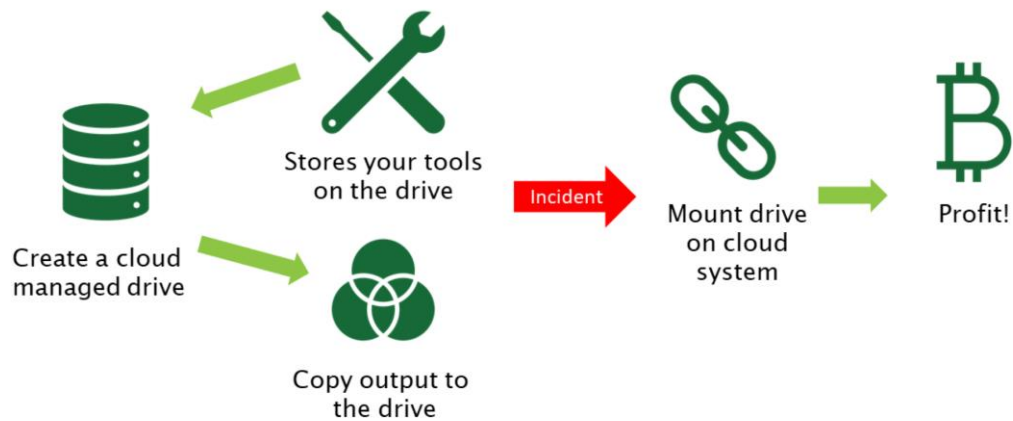 Stores your tools
on the drive
Create a cloud
managed drive
Copy output to
the drive
Incident
Mount drive
on cloud
system
Profit!